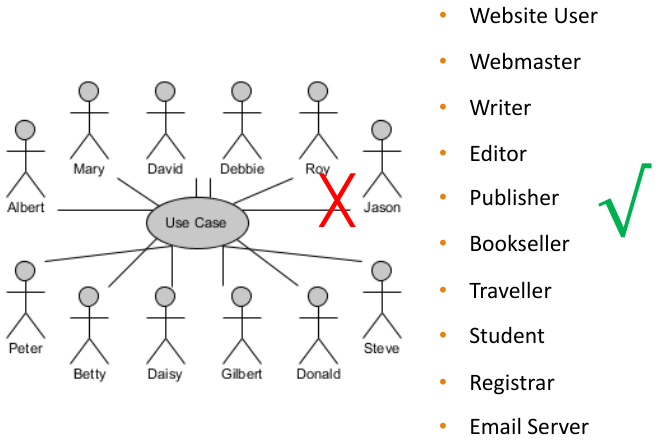 Mary
David
Debbie
Roy
Albert
Use Case
Jason
Peter
Betty
Daisy
Gilbert
Donald
Steve
X
• Website User
• Webmaster
• Writer
• Editor
• Publisher
• Bookseller
• Traveller
• Student
• Registrar
• Email Server
√